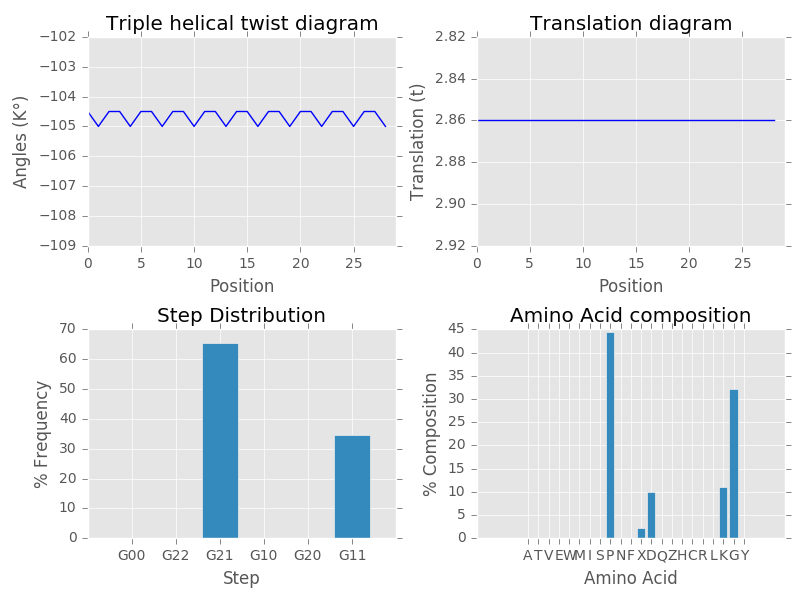 Triple helical twist diagram
Angles (K°)
−102
−103
−104
−105
−106
−107
−108
−109
0 5 10 15 20 25
Position
Translation diagram
Translation (t)
2.82
2.84
2.86
2.88
2.90
2.92
0 5 10 15 20 25
Position
Step Distribution
% Frequency
70
60
50
40
30
20
10
0
G00 G22 G21 G10 G20 G11
Step
Amino Acid composition
% Composition
45
40
35
30
25
20
15
10
5
0
A T V E W M I S P N F X D Q Z H C R L K G Y
Amino Acid